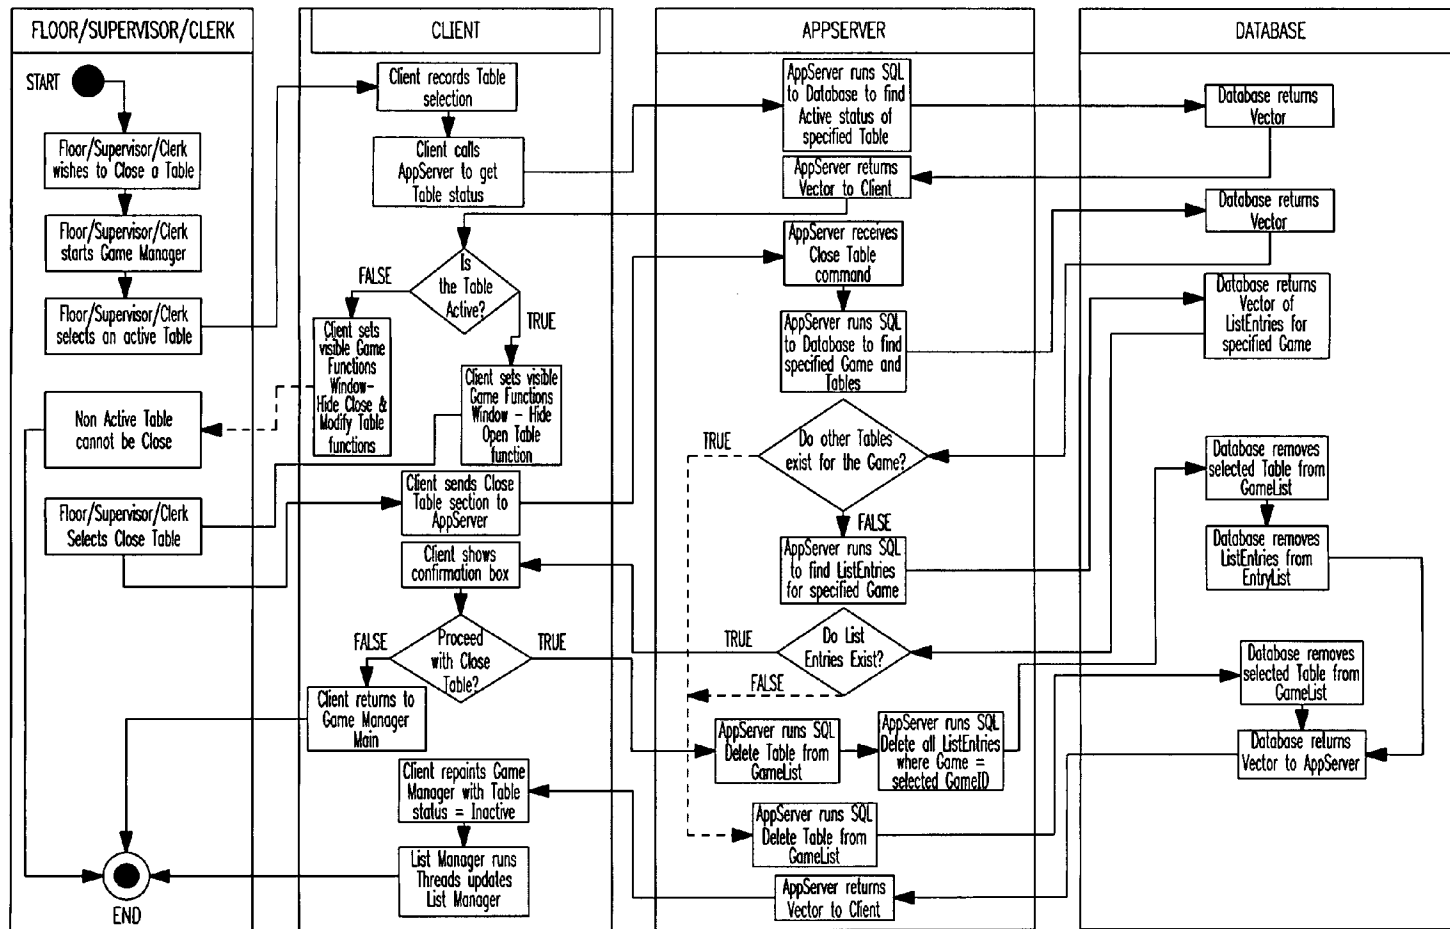 FLOOR/SUPERVISOR/CLERK
START
Floor/Supervisor/Clerk
wishes to Close a Table
Floor/Supervisor/Clerk
starts Game Manager
Floor/Supervisor/Clerk
selects an active Table
Non Active Table
cannot be Close
Floor/Supervisor/Clerk
Selects Close Table
END
CLIENT
Client records Table
selection
Client calls
AppServer to get
Table status
Is
the Table
Active?
FALSE
TRUE
Client sets
visible Game
Functions
Window-
Hide Close &
Modify Table
functions
Client sets visible
Game Functions
Window - Hide
Open Table
function
Client sends Close
Table section to
AppServer
Client shows
confirmation box
Proceed
with Close
Table?
FALSE
TRUE
Client returns to
Game Manager
Main
Client repaints Game
Manager with Table
status = Inactive
List Manager runs
Threads updates
List Manager
APPSERVER
AppServer runs SQL
to Database to find
Active status of
specified Table
AppServer returns
Vector to Client
AppServer receives
Close Table
command
AppServer runs SQL
to Database to find
specified Game and
Tables
Do other Tables
exist for the Game?
TRUE
FALSE
AppServer runs SQL
to find ListEntries
for specified Game
Do List
Entries Exist?
TRUE
FALSE
AppServer runs SQL
Delete Table from
GameList
AppServer runs SQL
Delete all ListEntries
where Game =
selected GameID
AppServer runs SQL
Delete Table from
GameList
AppServer returns
Vector to Client
DATABASE
Database returns
Vector
Database returns
Vector
Database returns
Vector of
ListEntries for
specified Game
Database removes
selected Table from
GameList
Database removes
ListEntries from
EntryList
Database removes
selected Table from
GameList
Database returns
Vector to AppServer